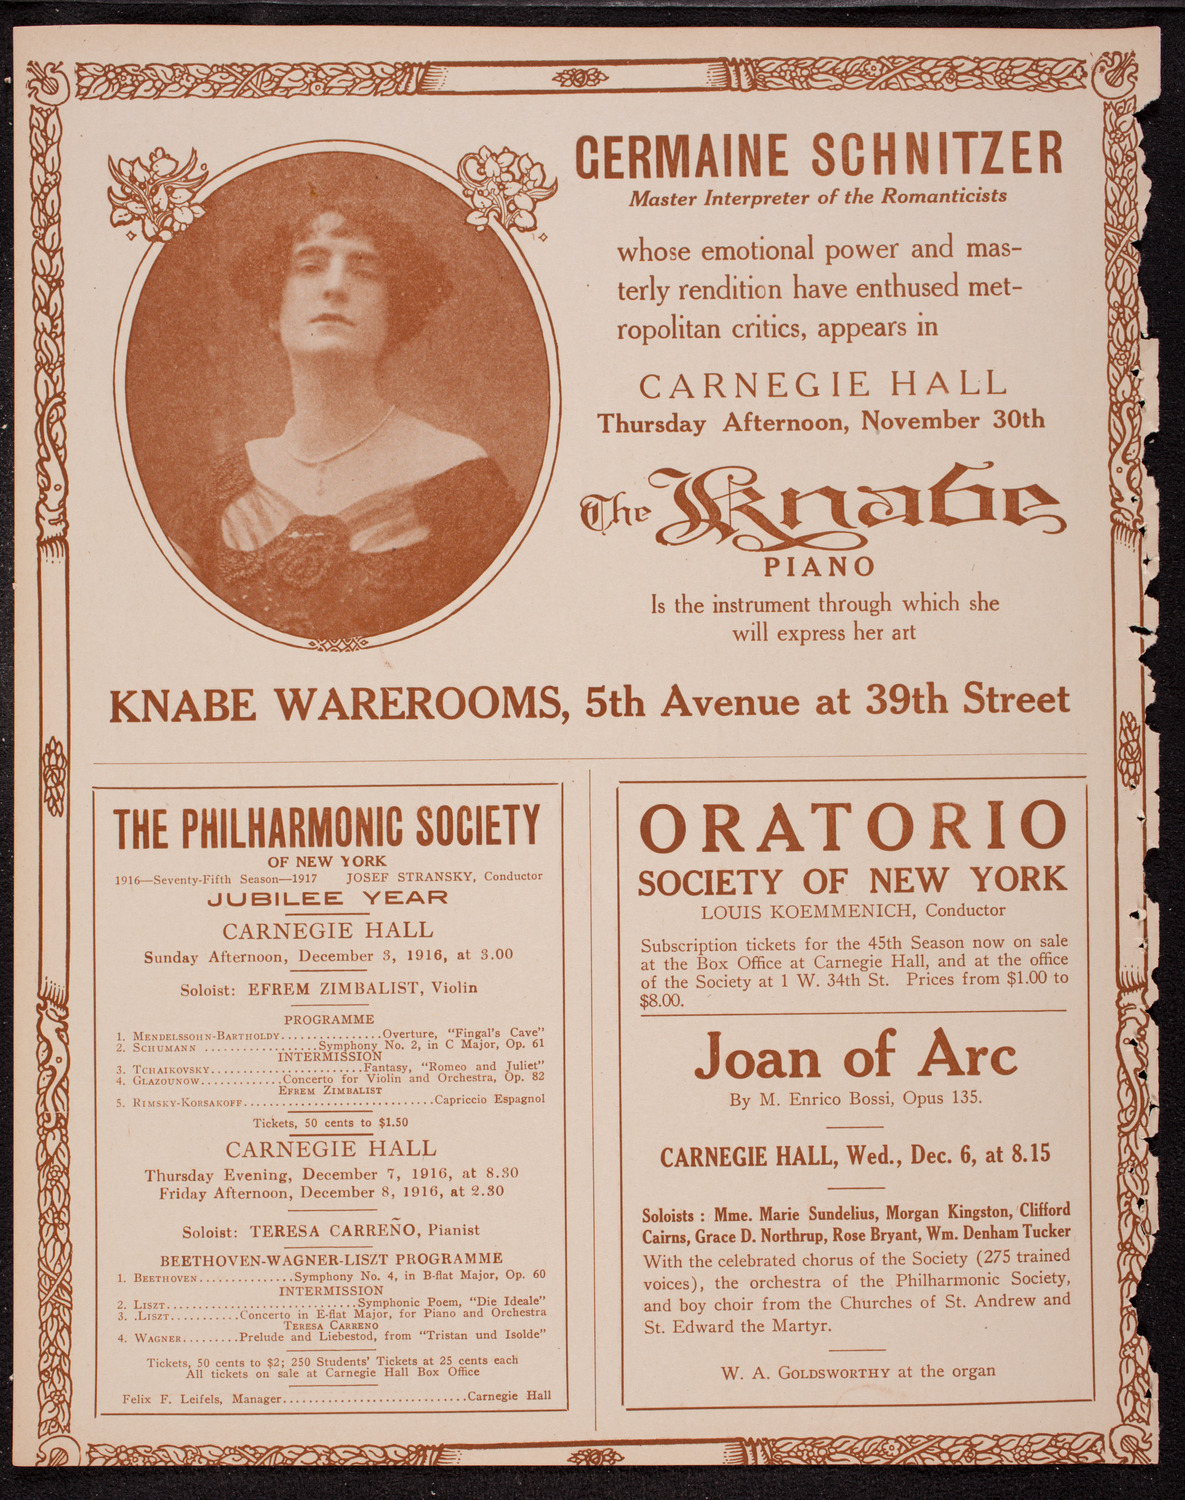 GERMAINE SCHNITZER
Master Interpreter of the Romanticists
whose emotional power and mas-
terly rendition have enthused met-
ropolitan critics, appears in
CARNEGIE HALL
Thursday Afternoon, November 30th
The Knabe
PIANO
Is the instrument through which she
will express her art
KNABE WAREROOMS, 5th Avenue at 39th Street
THE PHILHARMONIC SOCIETY
OF NEW YORK
1916—Seventy-Fifth Season—1917 JOSEF STRANSKY, Conductor
JUBILEE YEAR
CARNEGIE HALL
Sunday Afternoon, December 3, 1916, at 3.00
Soloist: EFREM ZIMBALIST, Violin
PROGRAMME
1. MENDELSSOHN-BARTHOLDY...............Overture, "Fingal's Cave"
2. SCHUMANN .................Symphony No. 2, in C Major, Op. 61
INTERMISSION
3. TCHAIKOVSKY......................Fantasy, "Romeo and Juliet"
4. GLAZOUNOW............Concerto for Violin and Orchestra, Op. 82
EFREM ZIMBALIST
5. RIMSKY-KORSAKOFF............................Capriccio Espagnol
Tickets, 50 cents to $1.50
CARNEGIE HALL
Thursday Evening, December 7, 1916, at 8.30
Friday Afternoon, December 8, 1916, at 2.30
Soloist: TERESA CARREÑO, Pianist
BEETHOVEN-WAGNER-LISZT PROGRAMME
1. BEETHOVEN..............Symphony No. 4, in B-flat Major, Op. 60
INTERMISSION
2. LISZT............................Symphonic Poem, "Die Ideale"
3. .LISZT..........Concerto in E-flat Major, for Piano and Orchestra
TERESA CARRENO
4. WAGNER.........Prelude and Liebestod, from "Tristan und Isolde"
Tickets, 50 cents to $2; 250 Students' Tickets at 25 cents each
All tickets on sale at Carnegie Hall Box Office
Felix F. Leifels, Manager............................Carnegie Hall
ORATORIO
SOCIETY OF NEW YORK
LOUIS KOEMMENICH, Conductor
Subscription tickets for the 45th Season now on sale
at the Box Office at Carnegie Hall, and at the office
of the Society at 1 W. 34th St. Prices from $1.00 to
$8.00.
Joan of Arc
By M. Enrico Bossi, Opus 135.
CARNEGIE HALL, Wed., Dec. 6, at 8.15
Soloists : Mme. Marie Sundelius, Morgan Kingston, Clifford
Cairns, Grace D. Northrup, Rose Bryant, Wm. Denham Tucker
With the celebrated chorus of the Society (275 trained
voices), the orchestra of the Philharmonic Society,
and boy choir from the Churches of St. Andrew and
St. Edward the Martyr.
W. A. GOLDSWORTHY at the organ